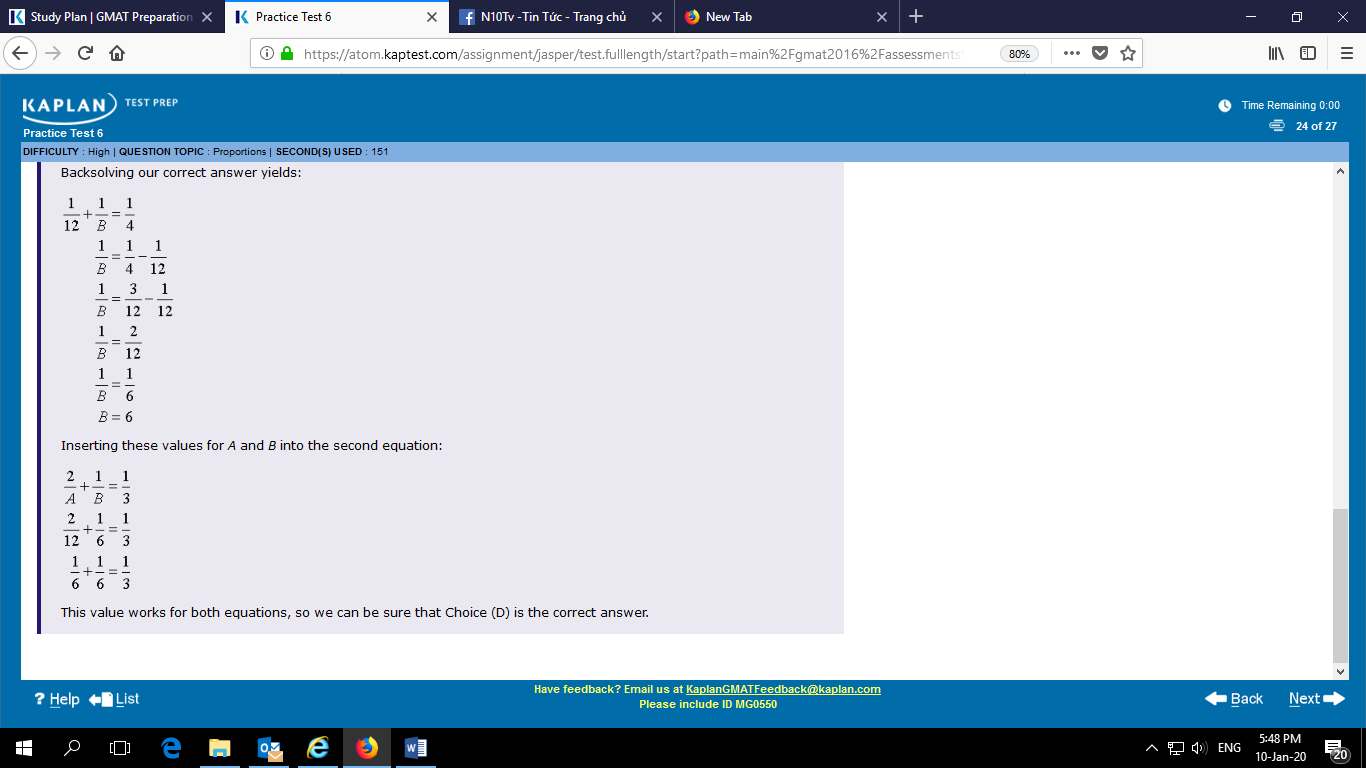 Study Plan | GMAT Preparation
Practice Test 6
N10Tv -Tin Tức - Trang chủ
New Tab
https://atom.kaptest.com/assignment/jasper/test.fulllength/start?path=main%2Fgmat2016%2Fassessments
80%
KAPLAN TEST PREP
Time Remaining 0:00
Practice Test 6
24 of 27
DIFFICULTY : High | QUESTION TOPIC : Proportions | SECOND(S) USED : 151
Backsolving our correct answer yields:
1/12 + 1/B = 1/4
1/B = 1/4 − 1/12
1/B = 3/12 − 1/12
1/B = 2/12
1/B = 1/6
B = 6
Inserting these values for A and B into the second equation:
2/A + 1/B = 1/3
2/12 + 1/6 = 1/3
1/6 + 1/6 = 1/3
This value works for both equations, so we can be sure that Choice (D) is the correct answer.
? Help List
Have feedback? Email us at KaplanGMATFeedback@kaplan.com
Please include ID MG0550
Back Next
ENG
5:48 PM
10-Jan-20
20